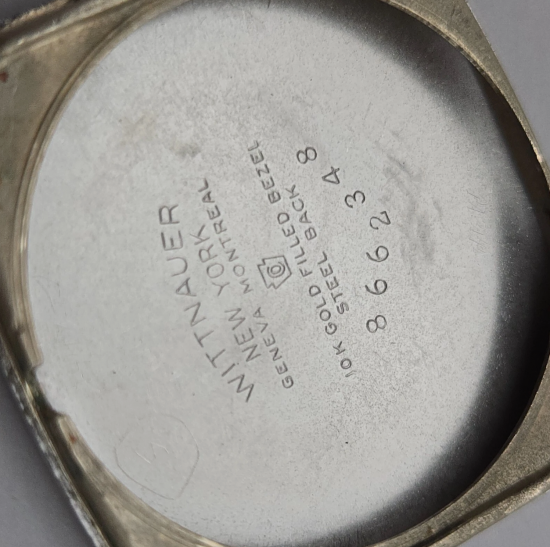 WITTNAUER
NEW YORK
GENEVA MONTREAL
10K GOLD FILLED BEZEL
STEEL BACK
8662348